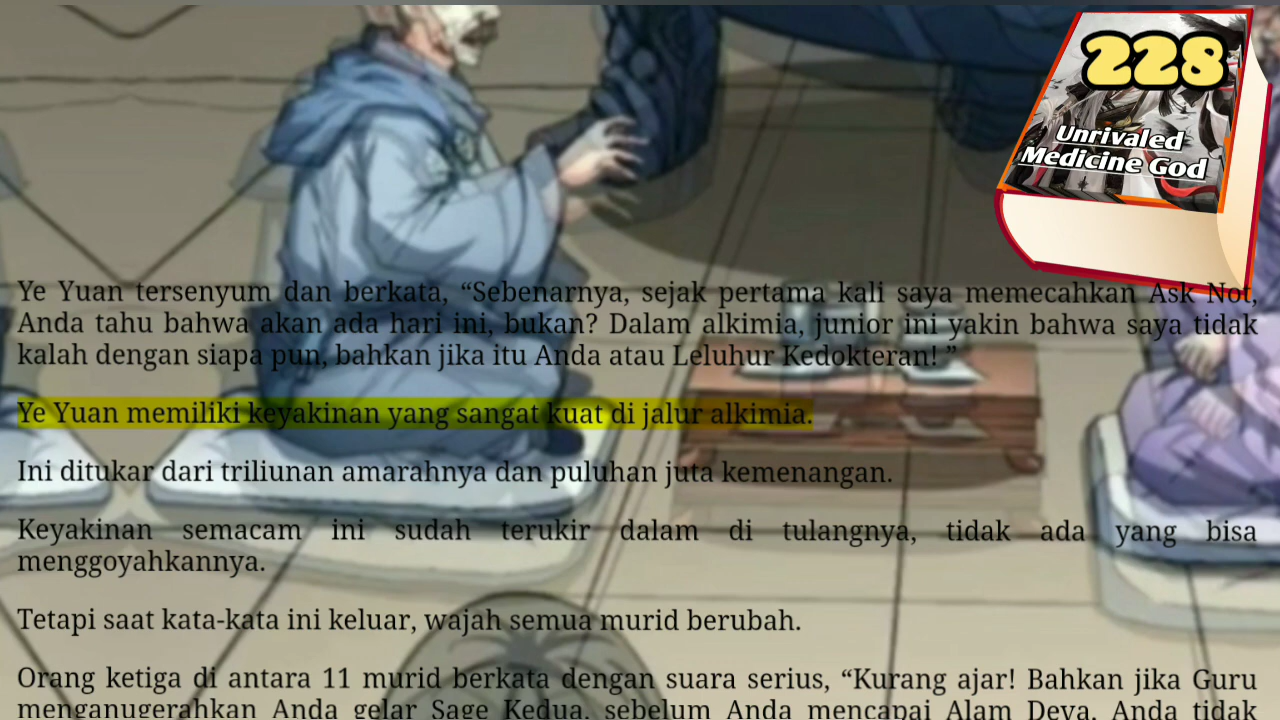 228
Unrivaled
Medicine God
Ye Yuan tersenyum dan berkata, “Sebenarnya, sejak pertama kali saya memecahkan Ask Not,
Anda tahu bahwa akan ada hari ini, bukan? Dalam alkimia, junior ini yakin bahwa saya tidak
kalah dengan siapa pun, bahkan jika itu Anda atau Leluhur Kedokteran! ”
Ye Yuan memiliki keyakinan yang sangat kuat di jalur alkimia.
Ini ditukar dari triliunan amarahnya dan puluhan juta kemenangan.
Keyakinan semacam ini sudah terukir dalam di tulangnya, tidak ada yang bisa
menggoyahkannya.
Tetapi saat kata-kata ini keluar, wajah semua murid berubah.
Orang ketiga di antara 11 murid berkata dengan suara serius, “Kurang ajar! Bahkan jika Guru
menganugerahkan Anda gelar Sage Kedua, sebelum Anda mencapai Alam Deva, Anda tidak